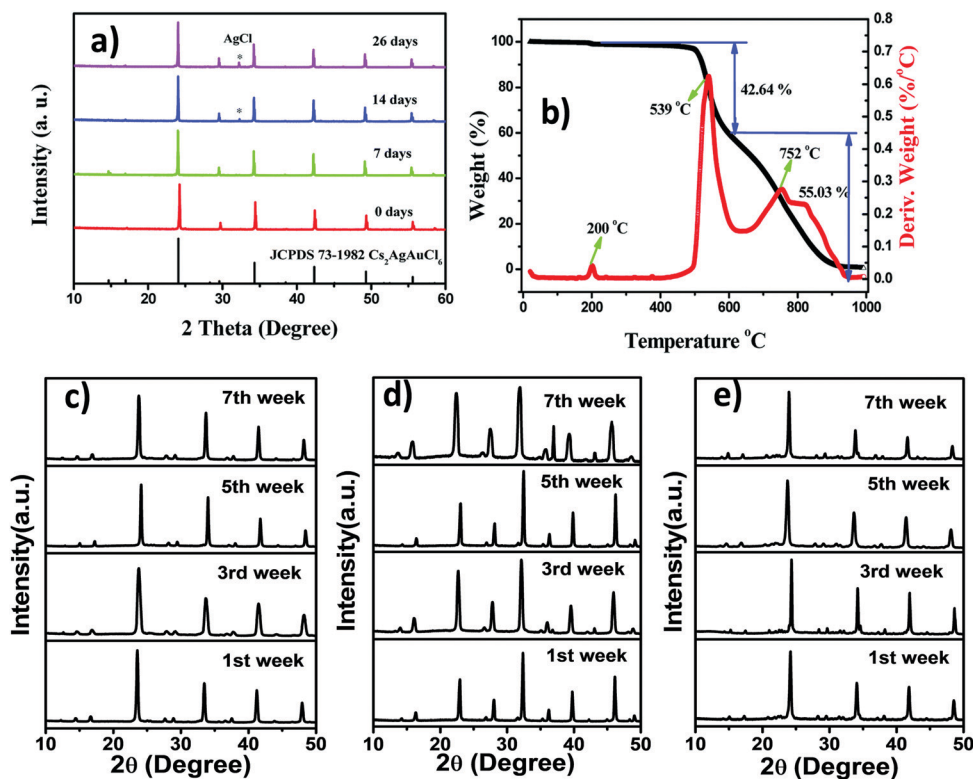 a)
AgCl
26 days
*
14 days
*
7 days
0 days
JCPDS 73-1982 Cs2AgAuCl6
Intensity (a. u.)
10 20 30 40 50 60
2 Theta (Degree)
b)
100
80
60
40
20
0
Weight (%)
0.8
0.7
0.6
0.5
0.4
0.3
0.2
0.1
0.0
Deriv. Weight (%/°C)
42.64 %
539 °C
752 °C
55.03 %
200 °C
0 200 400 600 800 1000
Temperature °C
c)
7th week
5th week
3rd week
1st week
Intensity(a.u.)
10 20 30 40 50
2θ (Degree)
d)
7th week
5th week
3rd week
1st week
Intensity(a.u.)
10 20 30 40 50
2θ (Degree)
e)
7th week
5th week
3rd week
1st week
Intensity(a.u.)
10 20 30 40 50
2θ (Degree)